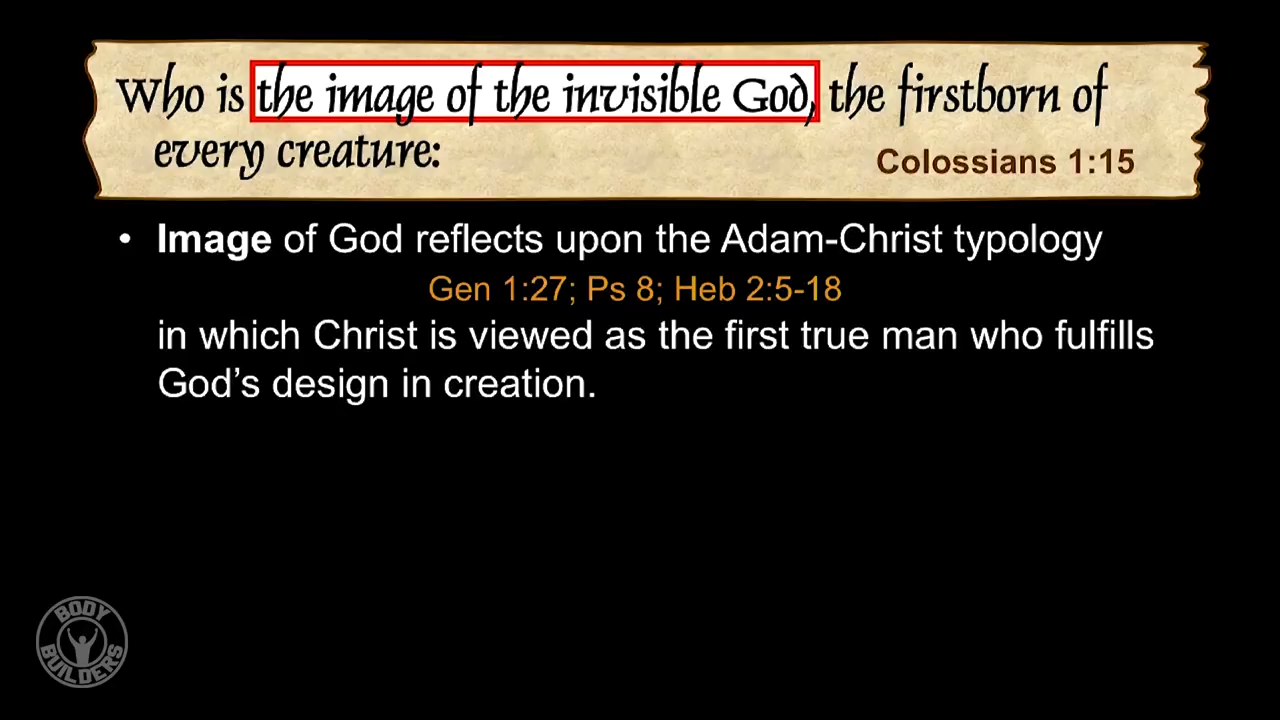 Who is the image of the invisible God, the firstborn of
every creature:
Colossians 1:15
• Image of God reflects upon the Adam-Christ typology
Gen 1:27; Ps 8; Heb 2:5-18
in which Christ is viewed as the first true man who fulfills
God's design in creation.
BODY
BUILDERS